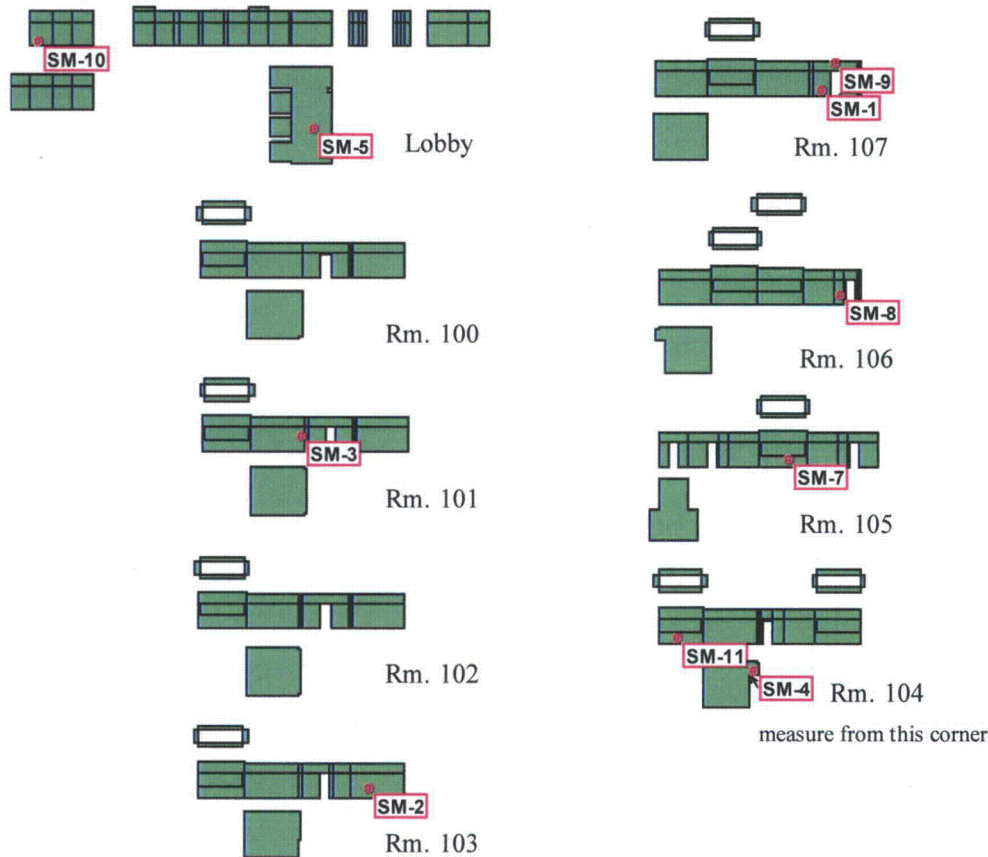 SM-10
SM-5
Lobby
Rm. 100
SM-3
Rm. 101
Rm. 102
SM-2
Rm. 103
SM-9
SM-1
Rm. 107
SM-8
Rm. 106
SM-7
Rm. 105
SM-11
SM-4
Rm. 104
measure from this corner